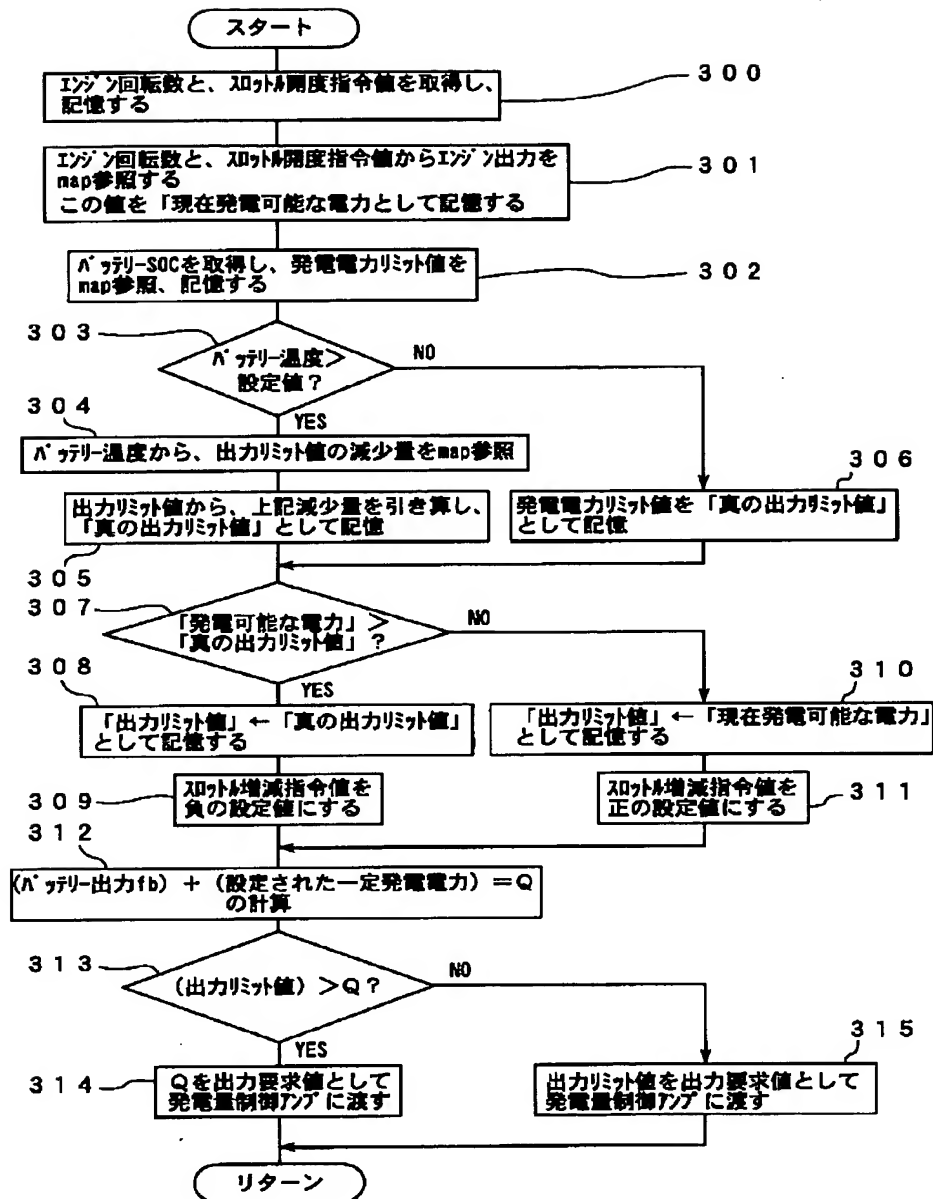 スタート
エンジン回転数と、スロットル開度指令値を取得し、
記憶する
３００
エンジン回転数と、スロットル開度指令値からエンジン出力を
map参照する
この値を「現在発電可能な電力として記憶する
３０１
バッテリーSOCを取得し、発電電力リミット値を
map参照、記憶する
３０２
３０３
バッテリー温度＞
設定値？
NO
YES
３０４
バッテリー温度から、出力リミット値の減少量をmap参照
３０６
出力リミット値から、上記減少量を引き算し、
「真の出力リミット値」として記憶
発電電力リミット値を「真の出力リミット値」
として記憶
３０５
３０７
「発電可能な電力」＞
「真の出力リミット値」？
NO
YES
３０８
３１０
「出力リミット値」←「真の出力リミット値」
として記憶する
「出力リミット値」←「現在発電可能な電力」
として記憶する
３０９
スロットル増減指令値を
負の設定値にする
スロットル増減指令値を
正の設定値にする
３１１
３１２
(バッテリー出力fb) ＋ (設定された一定発電電力) ＝Q
の計算
３１３
(出力リミット値) ＞Q？
NO
YES
３１４
Qを出力要求値として
発電量制御アンプに渡す
３１５
出力リミット値を出力要求値として
発電量制御アンプに渡す
リターン